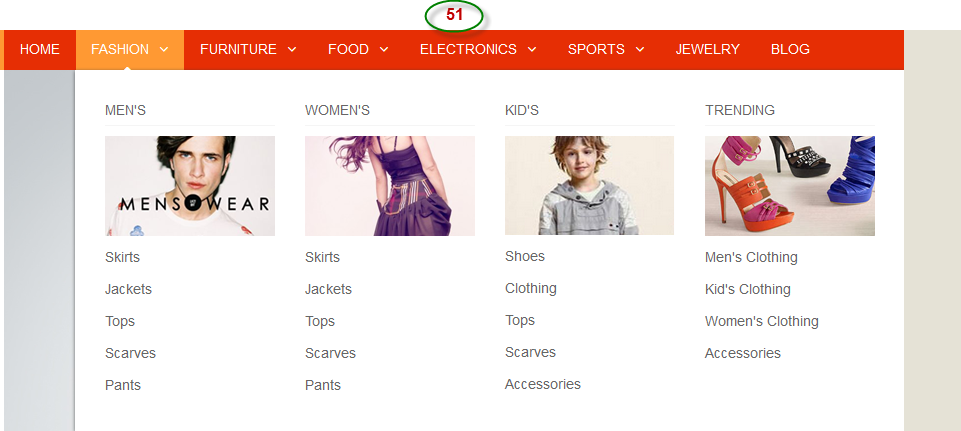 51
HOME FASHION FURNITURE FOOD ELECTRONICS SPORTS JEWELRY BLOG
MEN'S WOMEN'S KID'S TRENDING
MENSWEAR
Skirts Skirts Shoes Men's Clothing
Jackets Jackets Clothing Kid's Clothing
Tops Tops Tops Women's Clothing
Scarves Scarves Scarves Accessories
Pants Pants Accessories